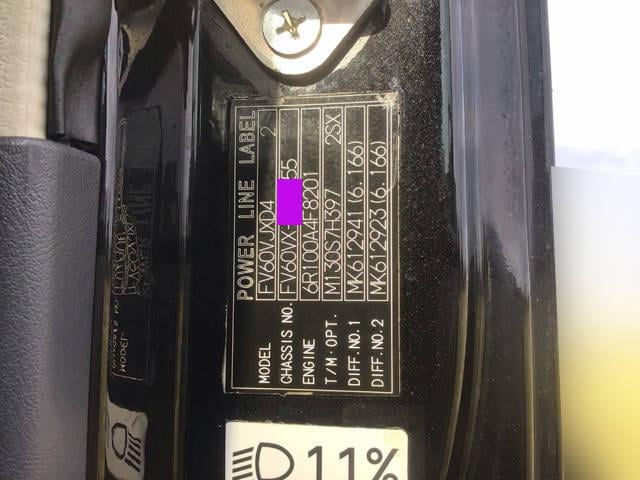 POWER LINE LABEL
MODEL FV60VJXD4 2
CHASSIS NO. FV60VX- 55
ENGINE 6R100A4F8201
T/M·OPT. M130S7H397 2SX
DIFF.NO.1 MK612941(6.166)
DIFF.NO.2 MK612923(6.166)
11%